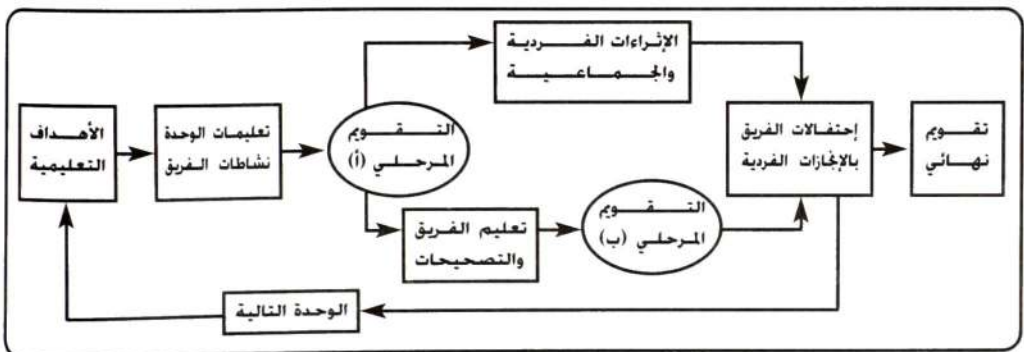 الأهداف
التعليمية
تعليمات الوحدة
نشاطات الفريق
التقويم
المرحلي (أ)
الإثراءات الفردية
والجماعية
تعليم الفريق
والتصحيحات
التقويم
المرحلي (ب)
إحتفالات الفريق
بالإنجازات الفردية
تقويم
نهائي
الوحدة التالية